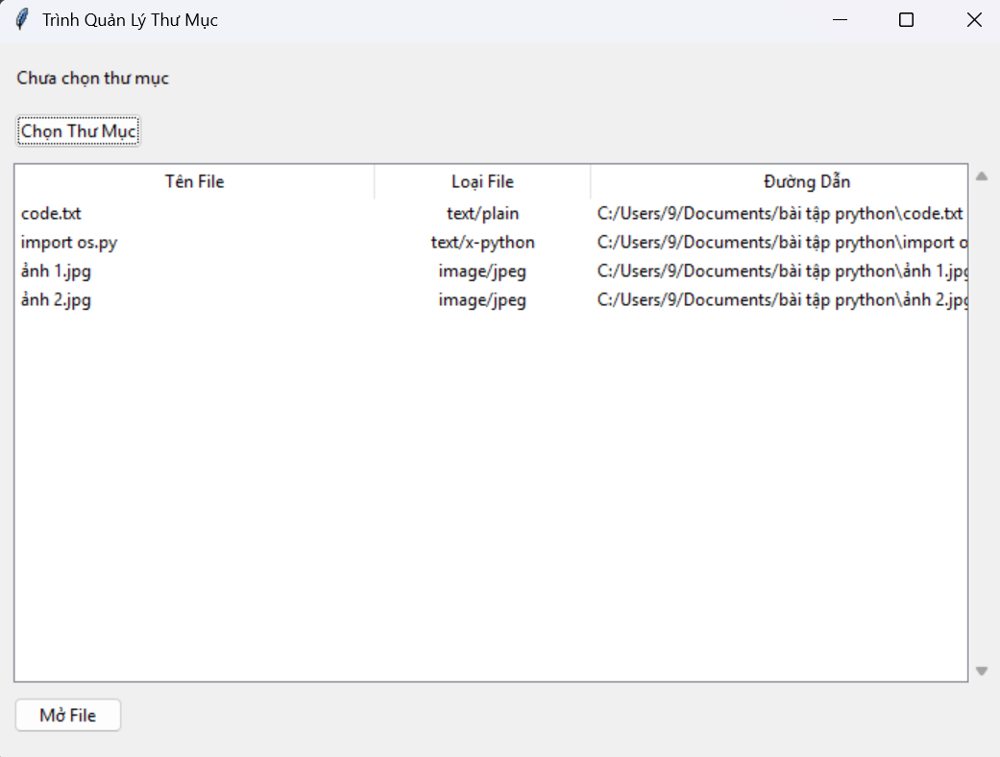 Trình Quản Lý Thư Mục
Chưa chọn thư mục
Chọn Thư Mục
Tên File Loại File Đường Dẫn
code.txt text/plain C:/Users/9/Documents/bài tập prython\code.txt
import os.py text/x-python C:/Users/9/Documents/bài tập prython\import o
ảnh 1.jpg image/jpeg C:/Users/9/Documents/bài tập prython\ảnh 1.jpg
ảnh 2.jpg image/jpeg C:/Users/9/Documents/bài tập prython\ảnh 2.jpg
Mở File